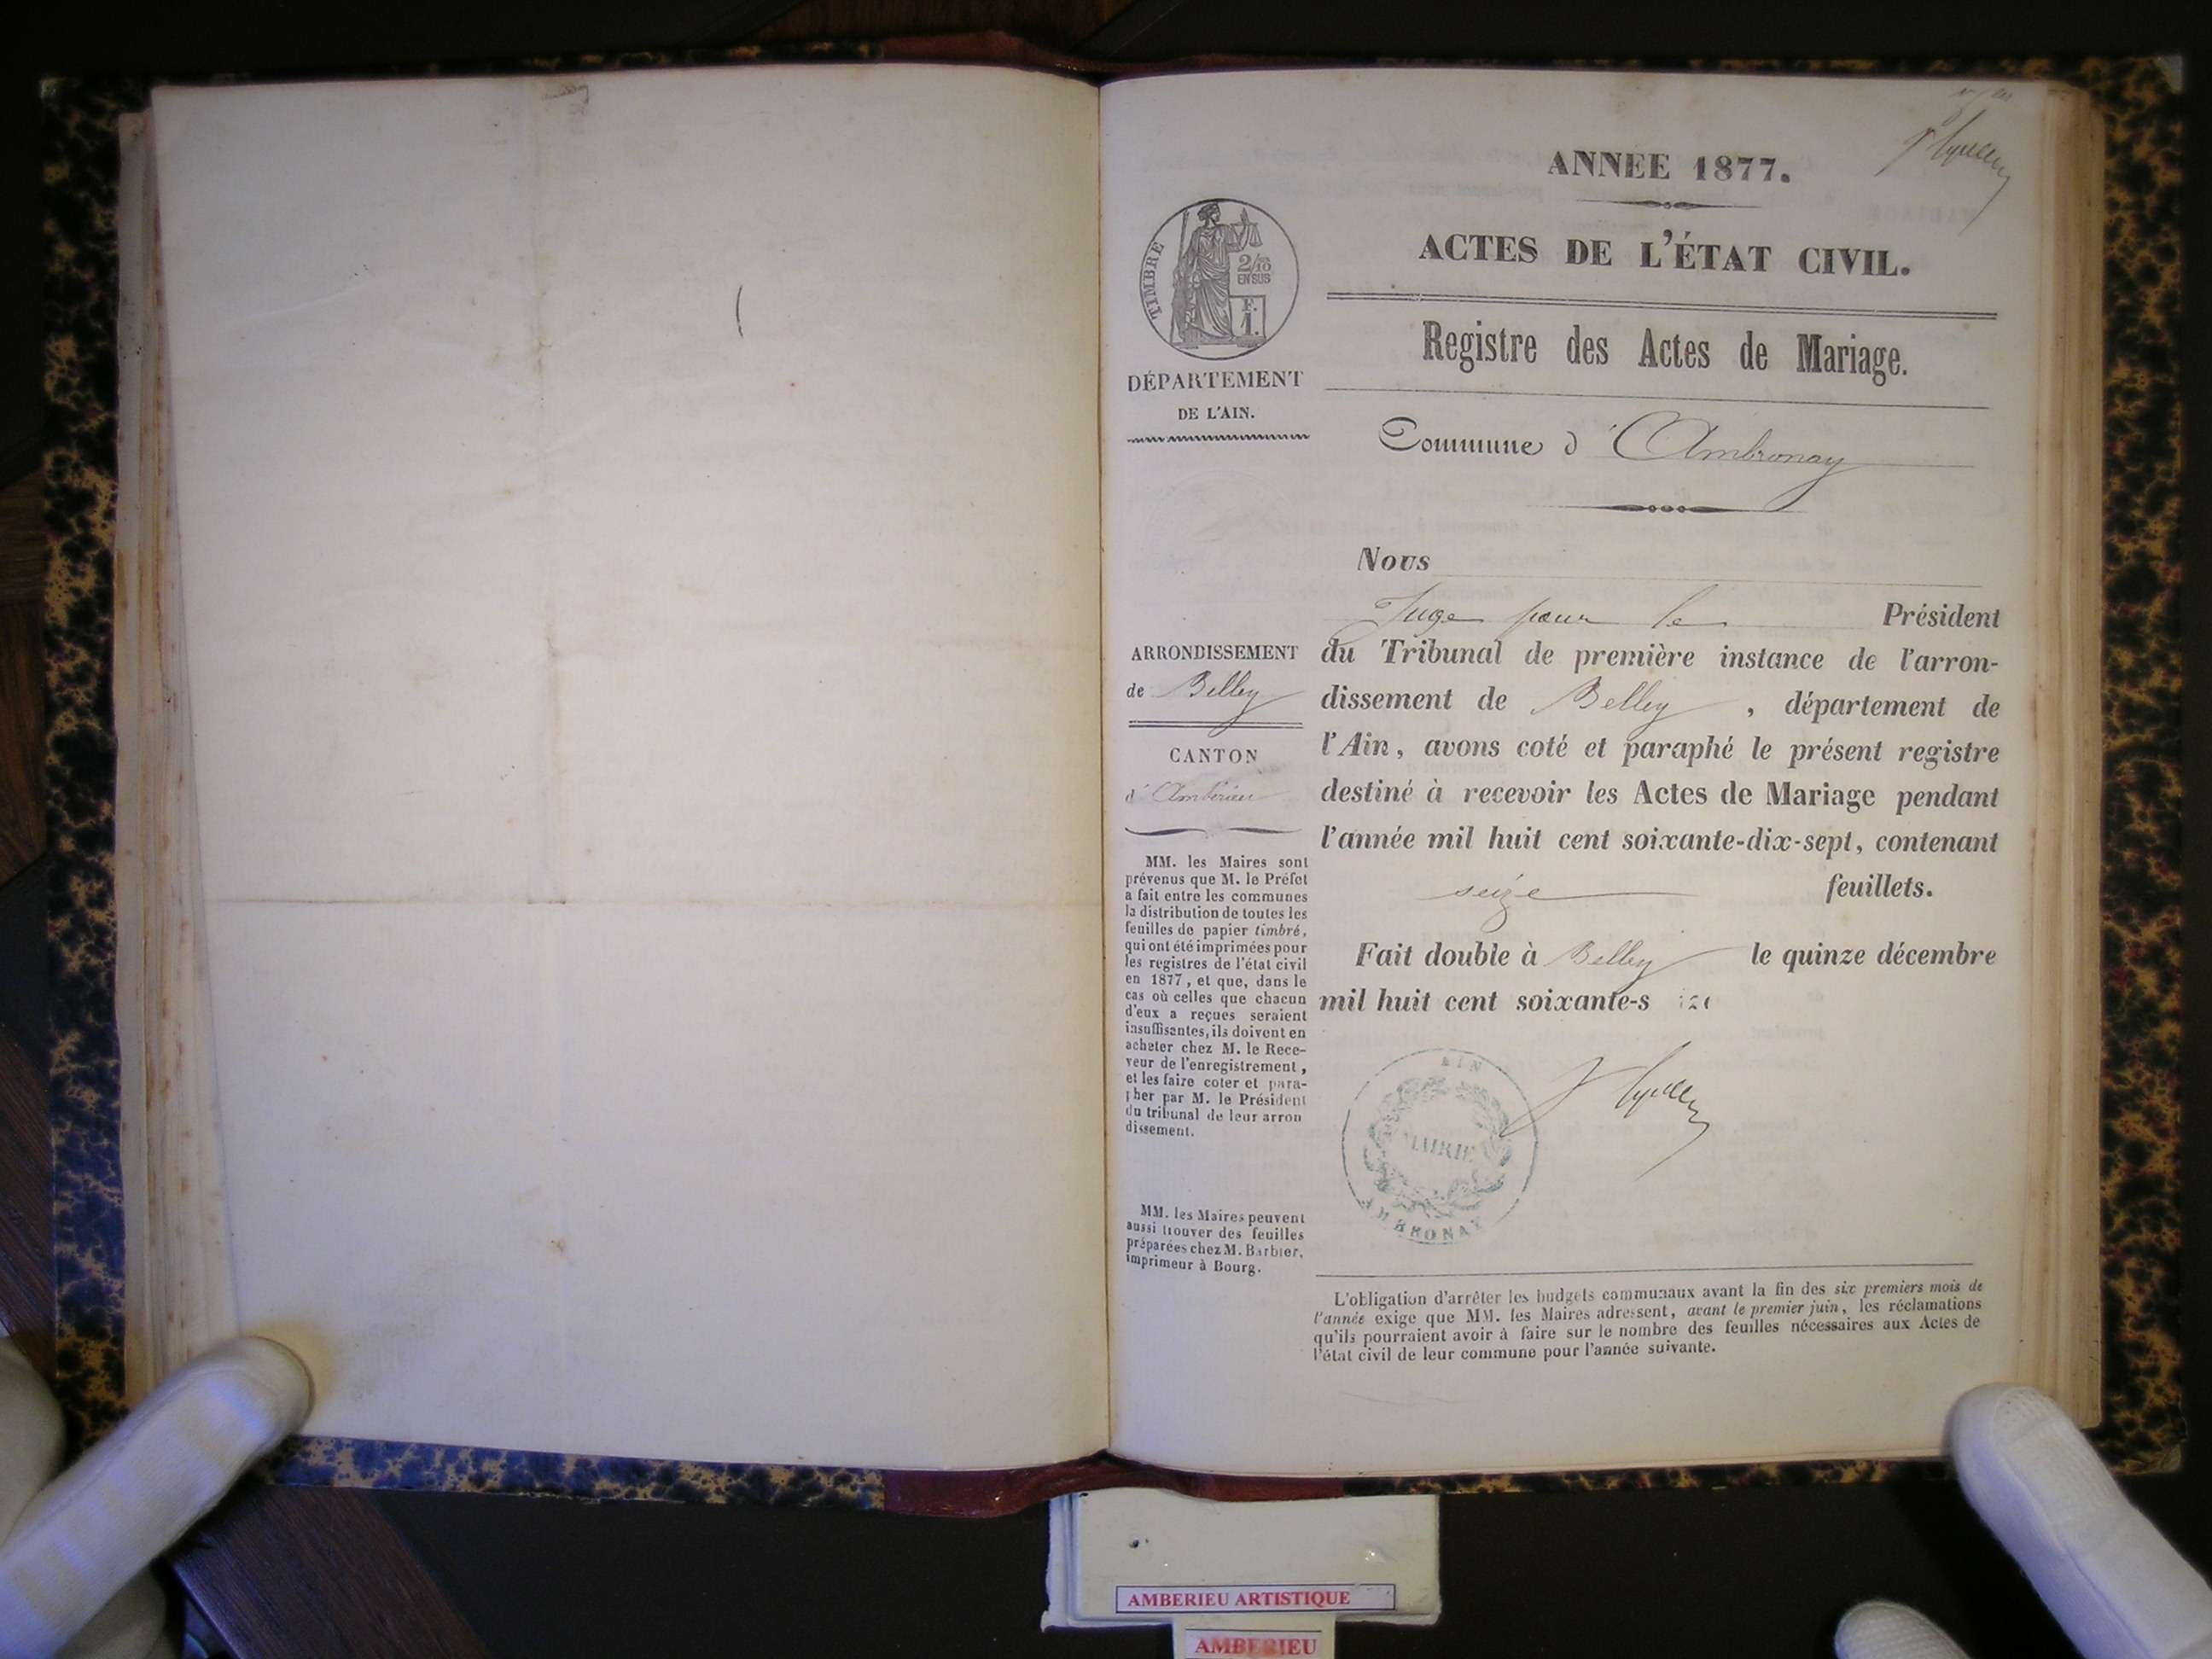 ANNEE 1877.
ACTES DE L'ÉTAT CIVIL.
Registre des Actes de Mariage.
Commune d'Ambronay
TIMBRE
2/10
EN SUS
F.
1.
DÉPARTEMENT
DE L'AIN.
ARRONDISSEMENT
de Belley
CANTON
d'Ambérieu
MM. les Maires sont
prévenus que M. le Préfet
a fait entre les communes
la distribution de toutes les
feuilles de papier timbré,
qui ont été imprimées pour
les registres de l'état civil
en 1877, et que, dans le
cas où celles que chacun
d'eux a reçues seraient
insuffisantes, ils doivent en
acheter chez M. le Rece-
veur de l'enregistrement,
et les faire coter et para-
pher par M. le Président
du tribunal de leur arron
dissement.
MM. les Maires peuvent
aussi trouver des feuilles
préparées chez M. Barbier,
imprimeur à Bourg.
Nous
Juge pour le Président
du Tribunal de première instance de l'arron-
dissement de Belley, département de
l'Ain, avons coté et paraphé le présent registre
destiné à recevoir les Actes de Mariage pendant
l'année mil huit cent soixante-dix-sept, contenant
seize feuillets.
Fait double à Belley le quinze décembre
mil huit cent soixante-s
AIN
MAIRIE
AMBRONAY
L'obligation d'arrêter les budgets communaux avant la fin des six premiers mois de
l'année exige que MM. les Maires adressent, avant le premier juin, les réclamations
qu'ils pourraient avoir à faire sur le nombre des feuilles nécessaires aux Actes de
l'état civil de leur commune pour l'année suivante.
AMBERIEU ARTISTIQUE
AMBERIEU